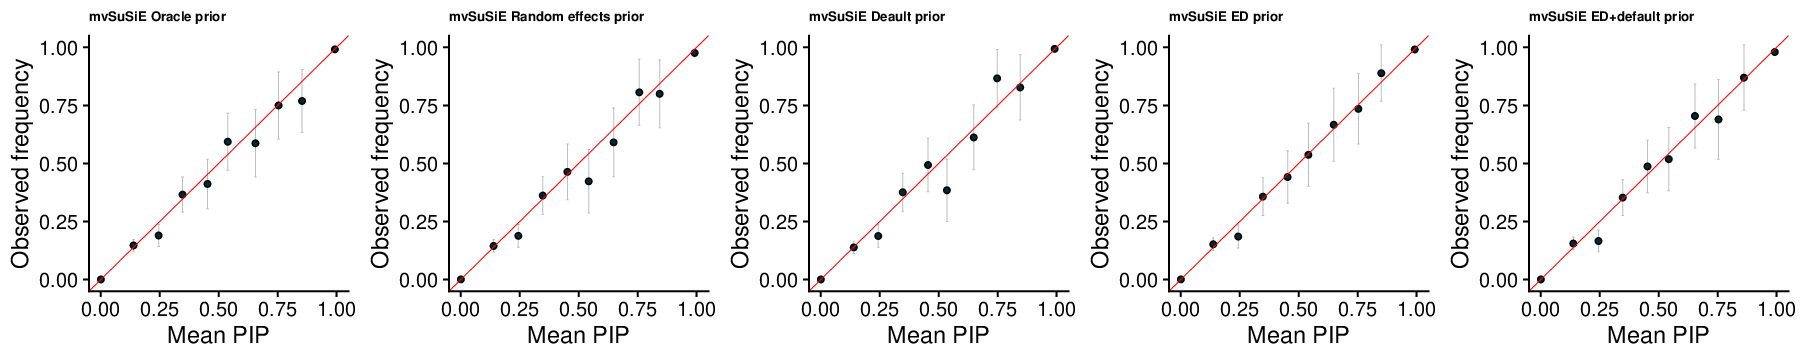 mvSuSiE Oracle prior
Observed frequency
1.00
0.75
0.50
0.25
0.00
0.00 0.25 0.50 0.75 1.00
Mean PIP
mvSuSiE Random effects prior
Observed frequency
1.00
0.75
0.50
0.25
0.00
0.00 0.25 0.50 0.75 1.00
Mean PIP
mvSuSiE Deault prior
Observed frequency
1.00
0.75
0.50
0.25
0.00
0.00 0.25 0.50 0.75 1.00
Mean PIP
mvSuSiE ED prior
Observed frequency
1.00
0.75
0.50
0.25
0.00
0.00 0.25 0.50 0.75 1.00
Mean PIP
mvSuSiE ED+default prior
Observed frequency
1.00
0.75
0.50
0.25
0.00
0.00 0.25 0.50 0.75 1.00
Mean PIP